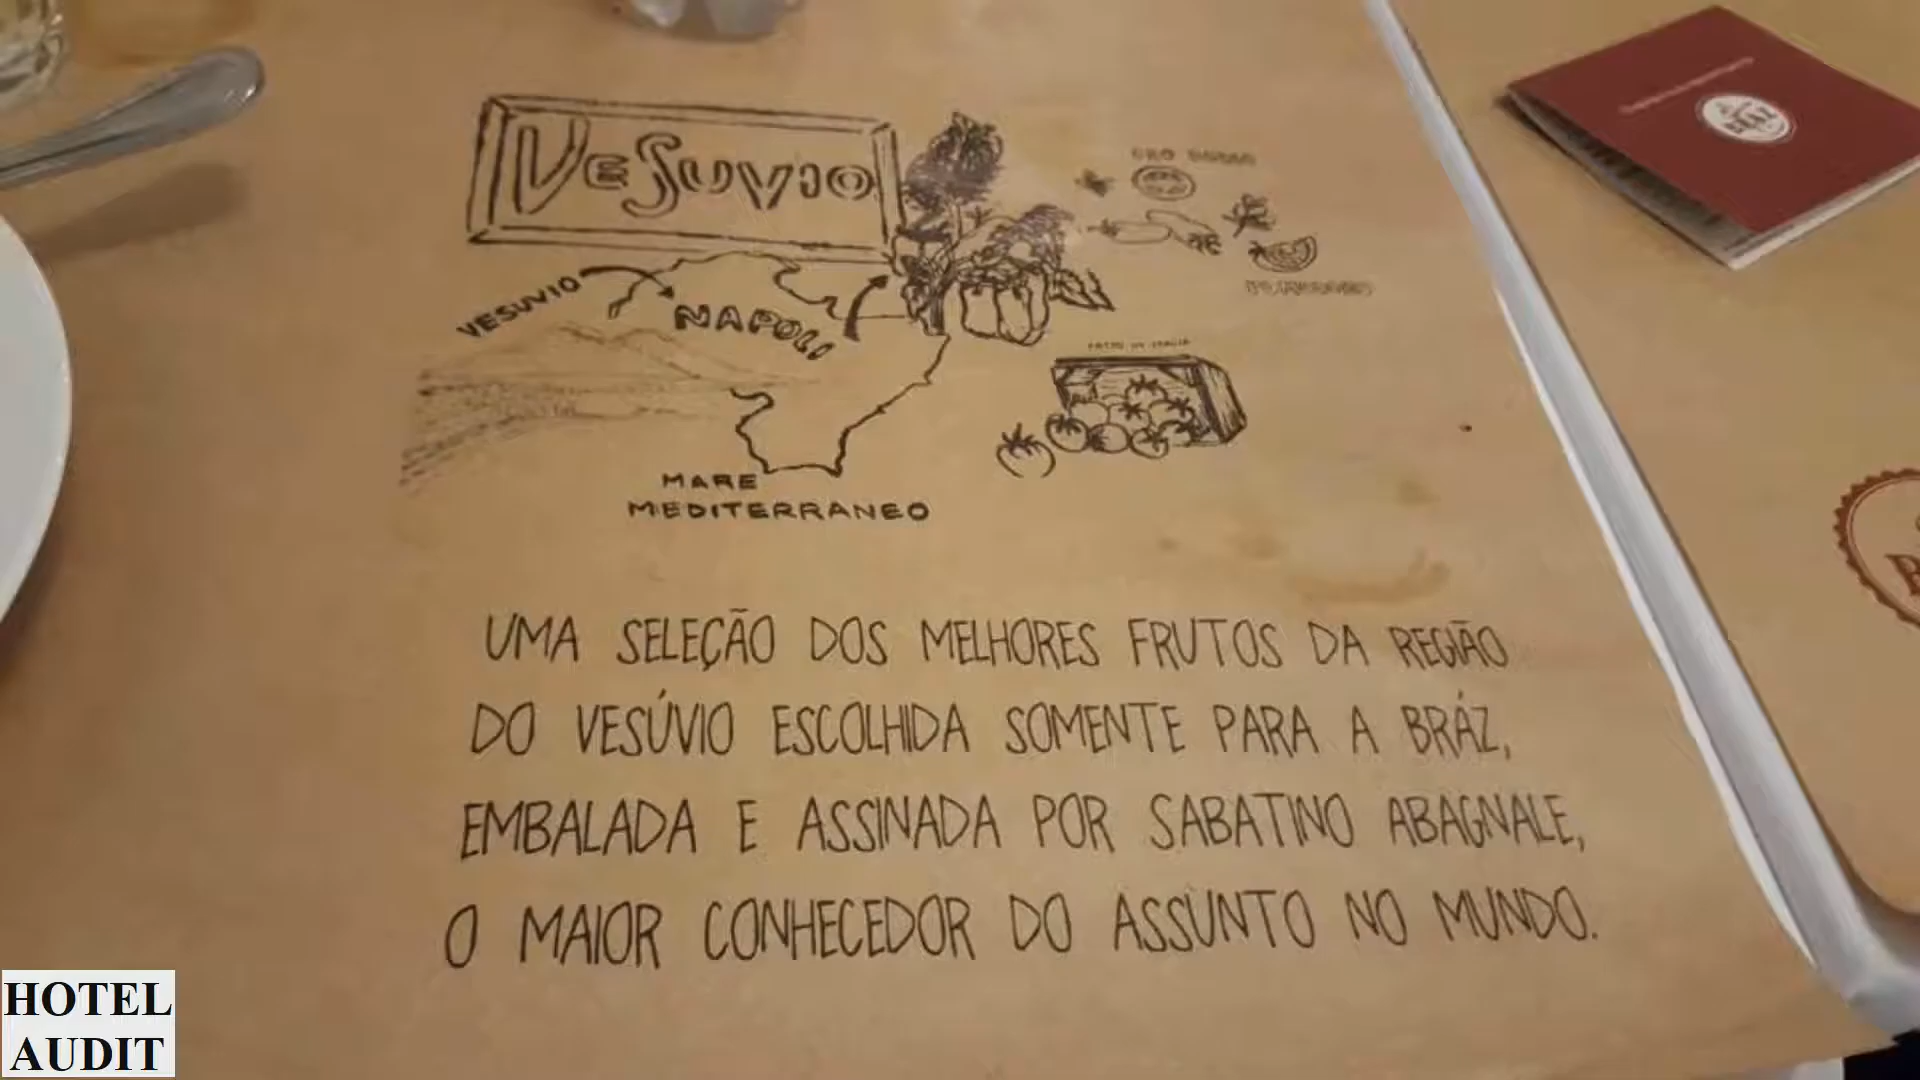 VESUVIO
VESUVIO
NAPOLI
MARE
MEDITERRANEO
UMA SELEÇÃO DOS MELHORES FRUTOS DA REGIÃO
DO VESÚVIO ESCOLHIDA SOMENTE PARA A BRÁZ,
EMBALADA E ASSINADA POR SABATINO ABAGNALE,
O MAIOR CONHECEDOR DO ASSUNTO NO MUNDO.
BRÁZ
HOTEL
AUDIT